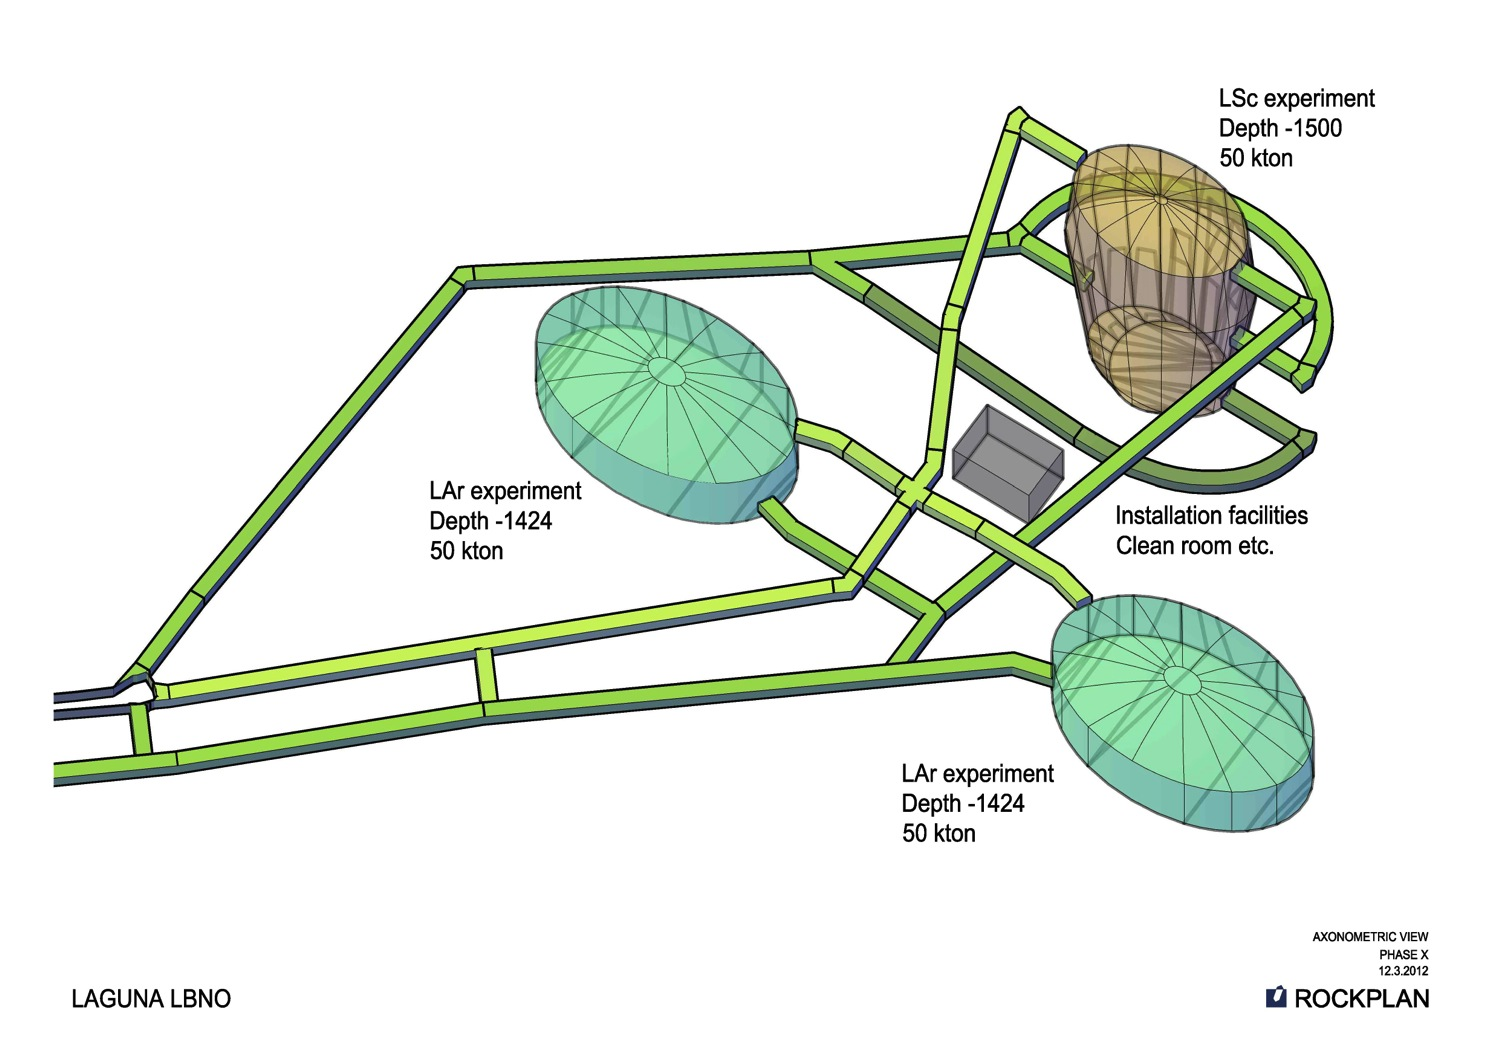 LSc experiment
Depth -1500
50 kton
LAr experiment
Depth -1424
50 kton
Installation facilities
Clean room etc.
LAr experiment
Depth -1424
50 kton
AXONOMETRIC VIEW
PHASE X
12.3.2012
LAGUNA LBNO
ROCKPLAN